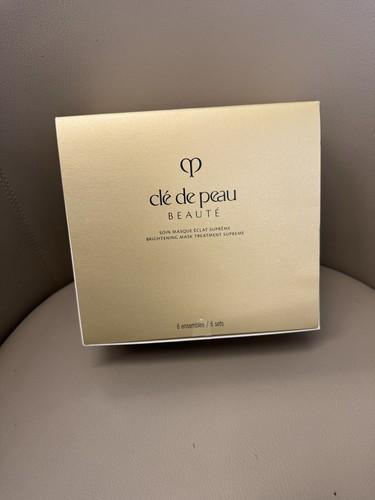 clé de peau
BEAUTÉ
SOIN MASQUE ÉCLAT SUPRÊME
BRIGHTENING MASK TREATMENT SUPREME
6 ensembles / 6 sets